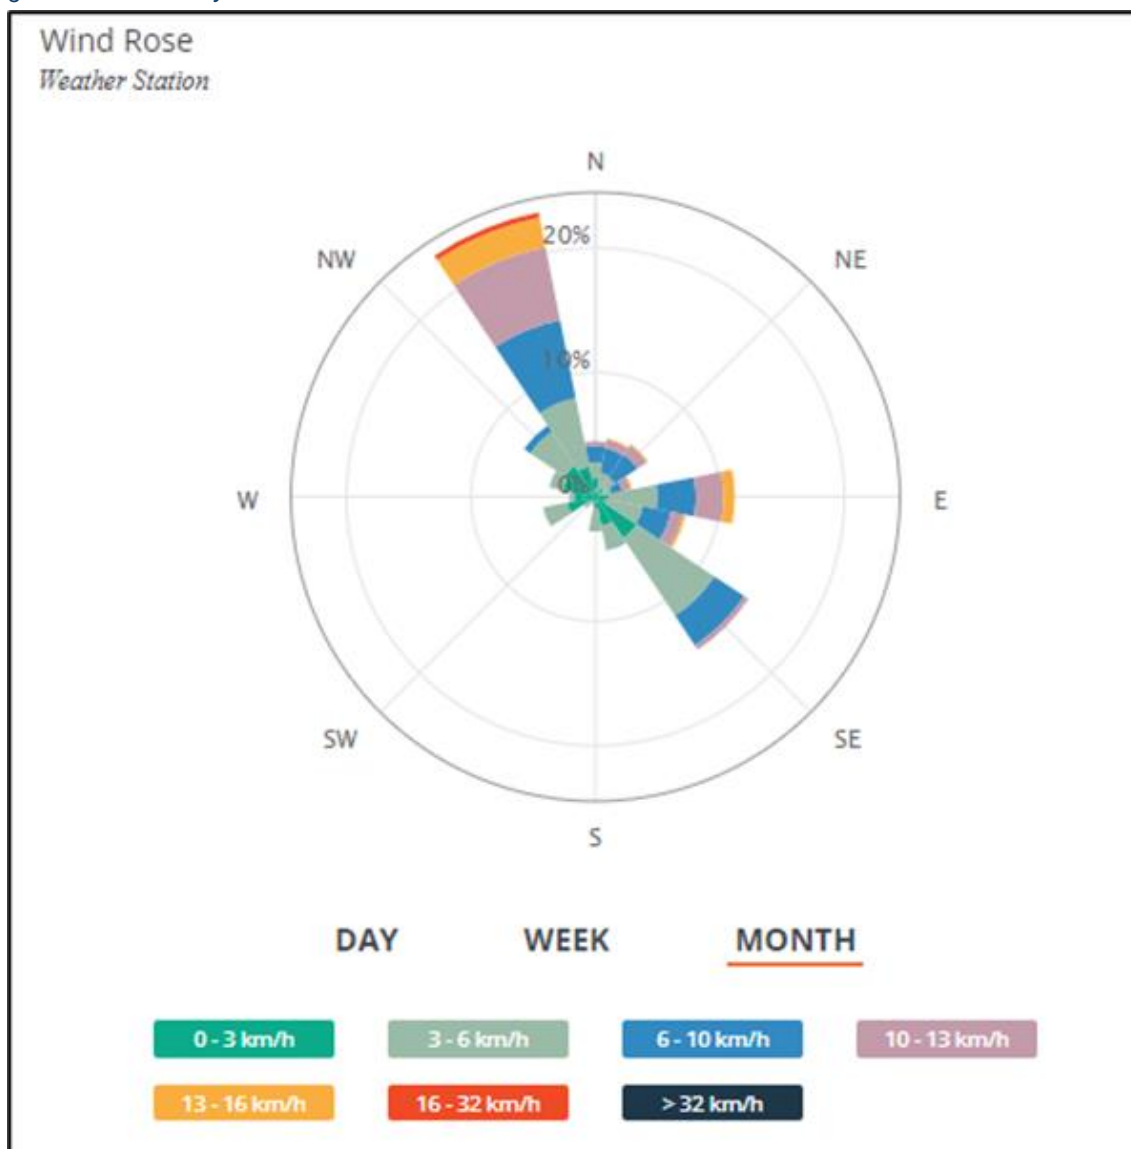 Wind Rose
Weather Station
N
NW
20%
NE
10%
W
0%
E
SW
SE
S
DAY WEEK MONTH
0 - 3 km/h 3 - 6 km/h 6 - 10 km/h 10 - 13 km/h
13 - 16 km/h 16 - 32 km/h > 32 km/h